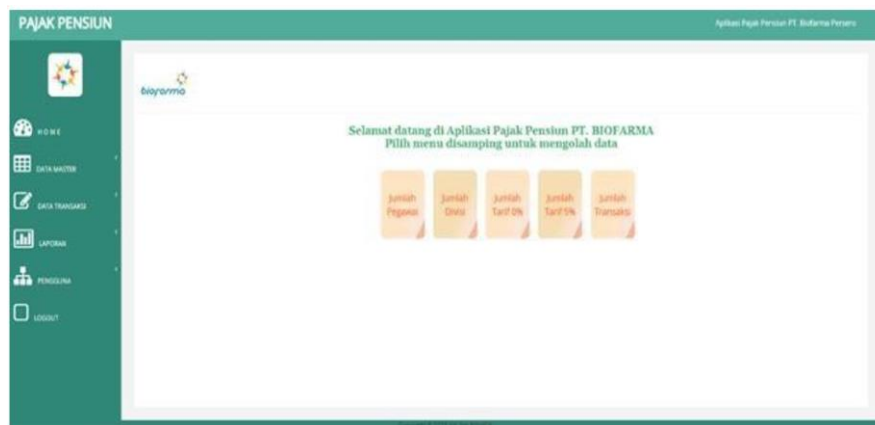 PAJAK PENSIUN
Aplikasi Pajak Pensiun PT. Biofarma Persero
biofarma
HOME
DATA MASTER
DATA TRANSAKSI
LAPORAN
PENGGUNA
LOGOUT
Selamat datang di Aplikasi Pajak Pensiun PT. BIOFARMA
Pilih menu disamping untuk mengolah data
Jumlah Pegawai
Jumlah Divisi
Jumlah Tarif 0%
Jumlah Tarif 5%
Jumlah Transaksi